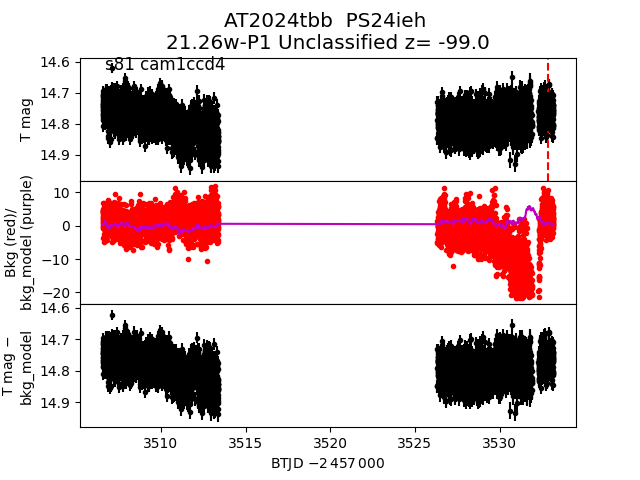 AT2024tbb  PS24ieh
21.26w-P1 Unclassified z= -99.0
s81 cam1ccd4
14.6
14.7
14.8
14.9
T mag
10
0
−10
−20
Bkg (red)/
bkg_model (purple)
14.6
14.7
14.8
14.9
T mag −
bkg_model
3510 3515 3520 3525 3530
BTJD −2 457 000